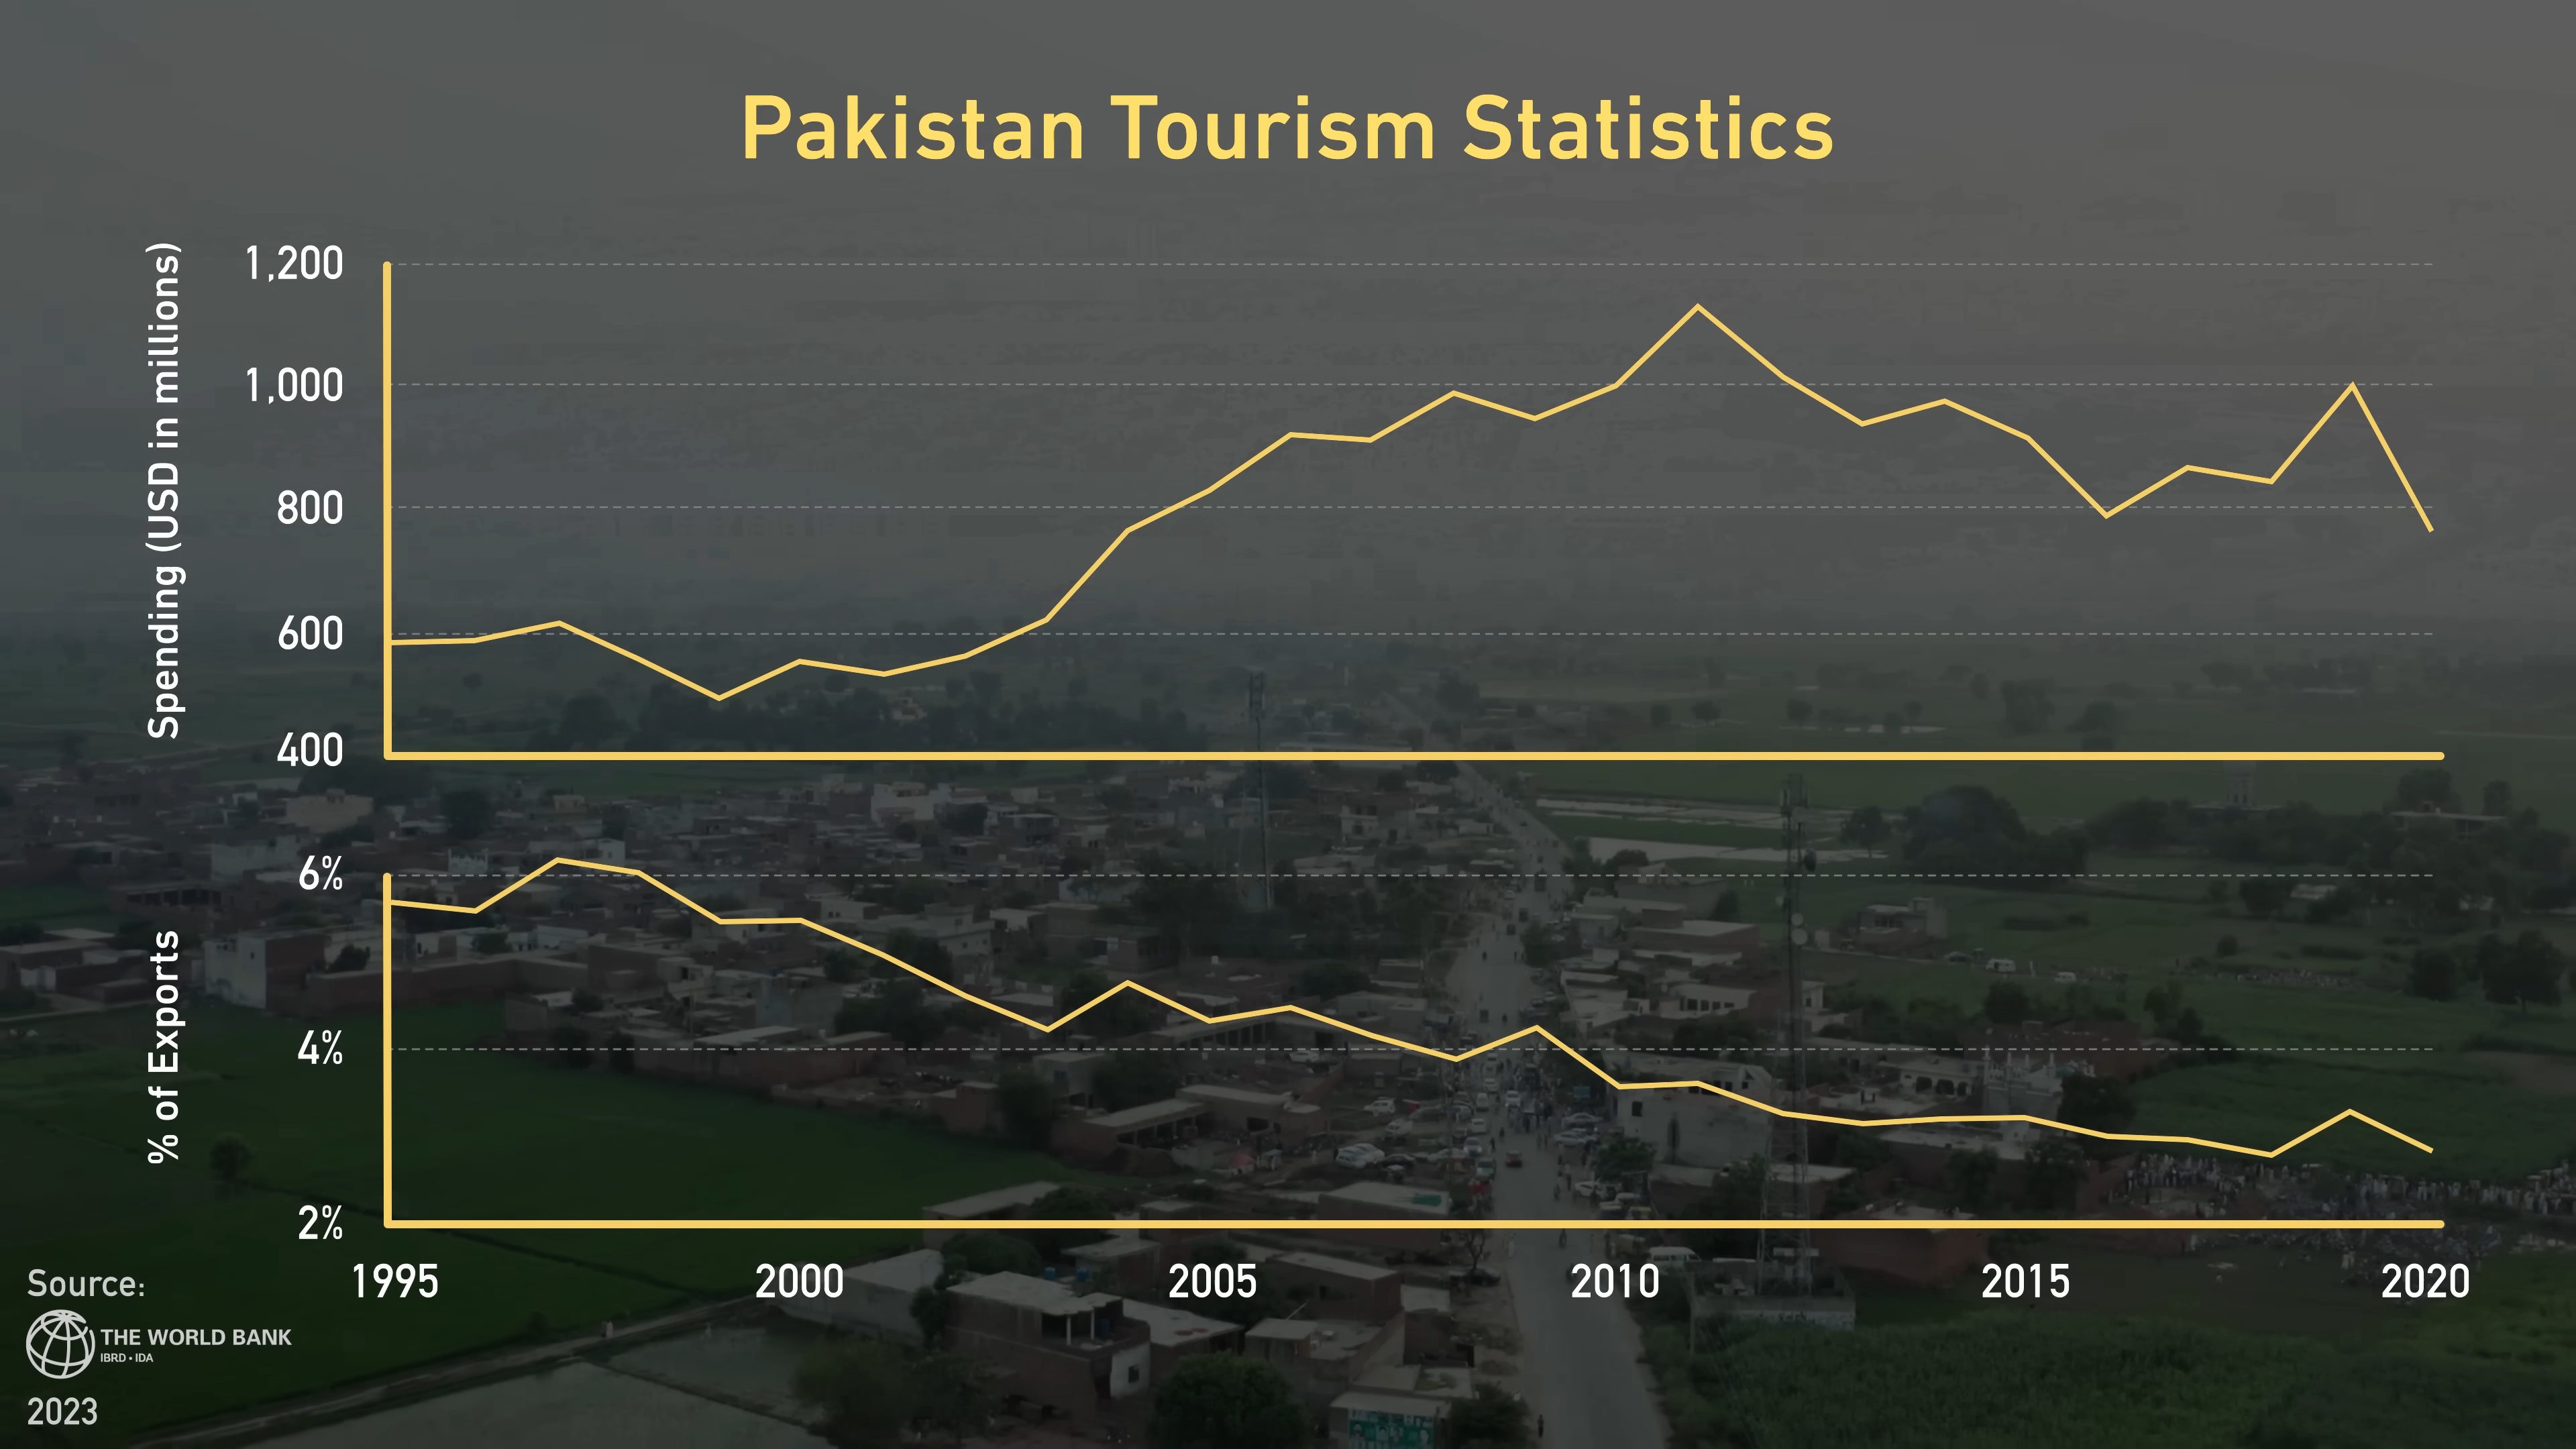 Pakistan Tourism Statistics
Spending (USD in millions)
1,200
1,000
800
600
400
% of Exports
6%
4%
2%
1995
2000
2005
2010
2015
2020
Source:
THE WORLD BANK
IBRD • IDA
2023